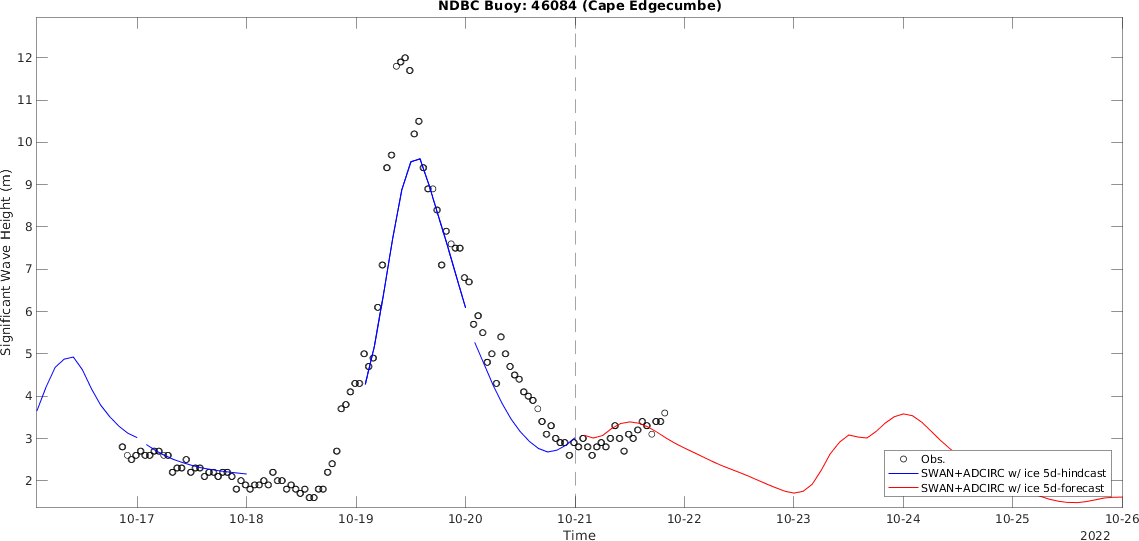 NDBC Buoy: 46084 (Cape Edgecumbe)
Significant Wave Height (m)
12
11
10
9
8
7
6
5
4
3
2
Obs.
SWAN+ADCIRC w/ ice 5d-hindcast
SWAN+ADCIRC w/ ice 5d-forecast
10-17 10-18 10-19 10-20 10-21 10-22 10-23 10-24 10-25 10-26
Time
2022